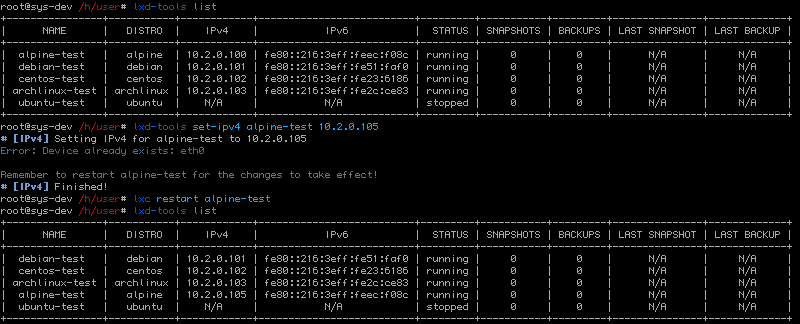 root@sys-dev /h/user# lxd-tools list
+----------------+-----------+------------+--------------------------+---------+-----------+---------+---------------+-------------+
| NAME | DISTRO | IPv4 | IPv6 | STATUS | SNAPSHOTS | BACKUPS | LAST SNAPSHOT | LAST BACKUP |
+----------------+-----------+------------+--------------------------+---------+-----------+---------+---------------+-------------+
| alpine-test | alpine | 10.2.0.100 | fe80::216:3eff:feec:f08c | running | 0 | 0 | N/A | N/A |
| debian-test | debian | 10.2.0.101 | fe80::216:3eff:fe51:faf0 | running | 0 | 0 | N/A | N/A |
| centos-test | centos | 10.2.0.102 | fe80::216:3eff:fe23:6186 | running | 0 | 0 | N/A | N/A |
| archlinux-test | archlinux | 10.2.0.103 | fe80::216:3eff:fe2c:ce83 | running | 0 | 0 | N/A | N/A |
| ubuntu-test | ubuntu | N/A | N/A | stopped | 0 | 0 | N/A | N/A |
+----------------+-----------+------------+--------------------------+---------+-----------+---------+---------------+-------------+
root@sys-dev /h/user# lxd-tools set-ipv4 alpine-test 10.2.0.105
# [IPv4] Setting IPv4 for alpine-test to 10.2.0.105
Error: Device already exists: eth0
Remember to restart alpine-test for the changes to take effect!
# [IPv4] Finished!
root@sys-dev /h/user# lxc restart alpine-test
root@sys-dev /h/user# lxd-tools list
+----------------+-----------+------------+--------------------------+---------+-----------+---------+---------------+-------------+
| NAME | DISTRO | IPv4 | IPv6 | STATUS | SNAPSHOTS | BACKUPS | LAST SNAPSHOT | LAST BACKUP |
+----------------+-----------+------------+--------------------------+---------+-----------+---------+---------------+-------------+
| debian-test | debian | 10.2.0.101 | fe80::216:3eff:fe51:faf0 | running | 0 | 0 | N/A | N/A |
| centos-test | centos | 10.2.0.102 | fe80::216:3eff:fe23:6186 | running | 0 | 0 | N/A | N/A |
| archlinux-test | archlinux | 10.2.0.103 | fe80::216:3eff:fe2c:ce83 | running | 0 | 0 | N/A | N/A |
| alpine-test | alpine | 10.2.0.105 | fe80::216:3eff:feec:f08c | running | 0 | 0 | N/A | N/A |
| ubuntu-test | ubuntu | N/A | N/A | stopped | 0 | 0 | N/A | N/A |
+----------------+-----------+------------+--------------------------+---------+-----------+---------+---------------+-------------+